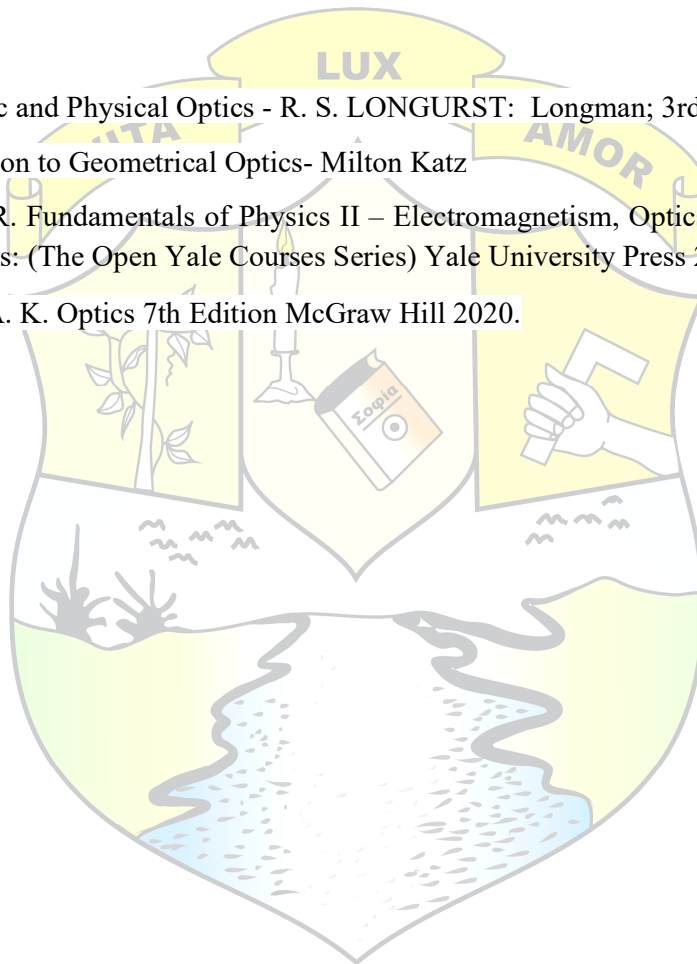 LUX
c and Physical Optics - R. S. LONGURST: Longman; 3rd
VITA
AMOR
on to Geometrical Optics- Milton Katz
R. Fundamentals of Physics II – Electromagnetism, Optic
s: (The Open Yale Courses Series) Yale University Press
A. K. Optics 7th Edition McGraw Hill 2020.
Σοφία